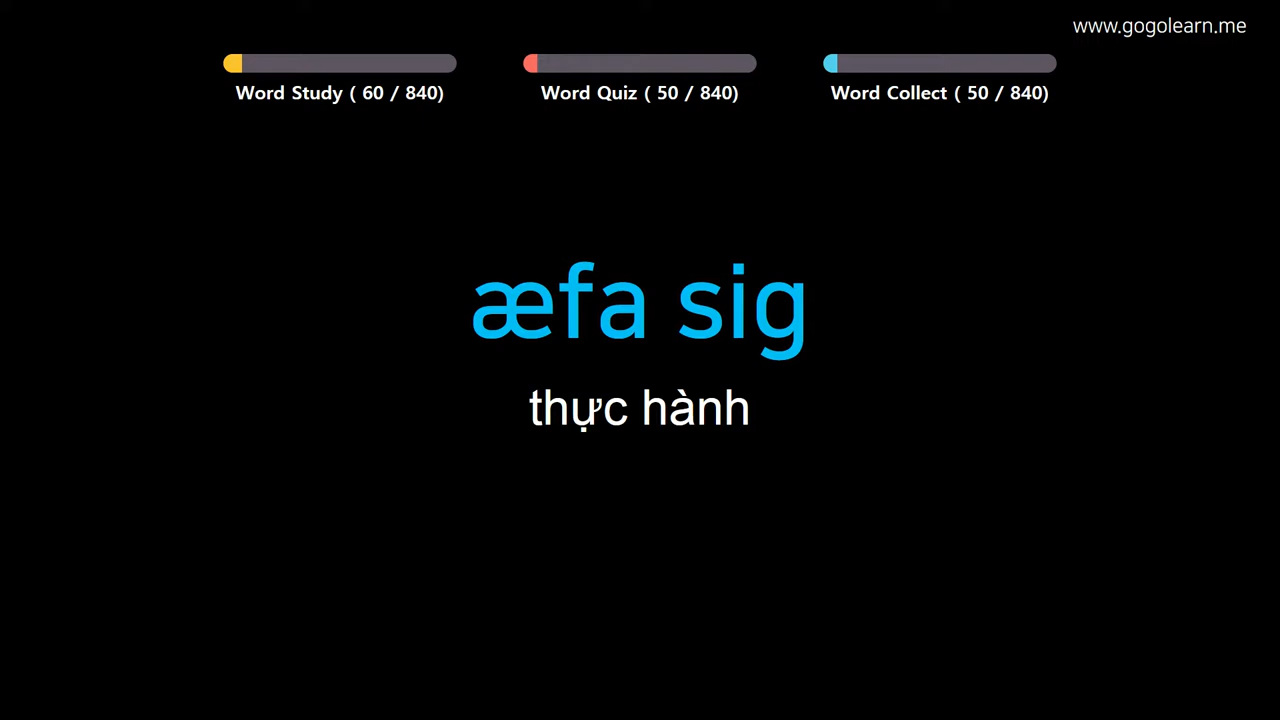 www.gogolearn.me
Word Study ( 60 / 840)
Word Quiz ( 50 / 840)
Word Collect ( 50 / 840)
æfa sig
thực hành